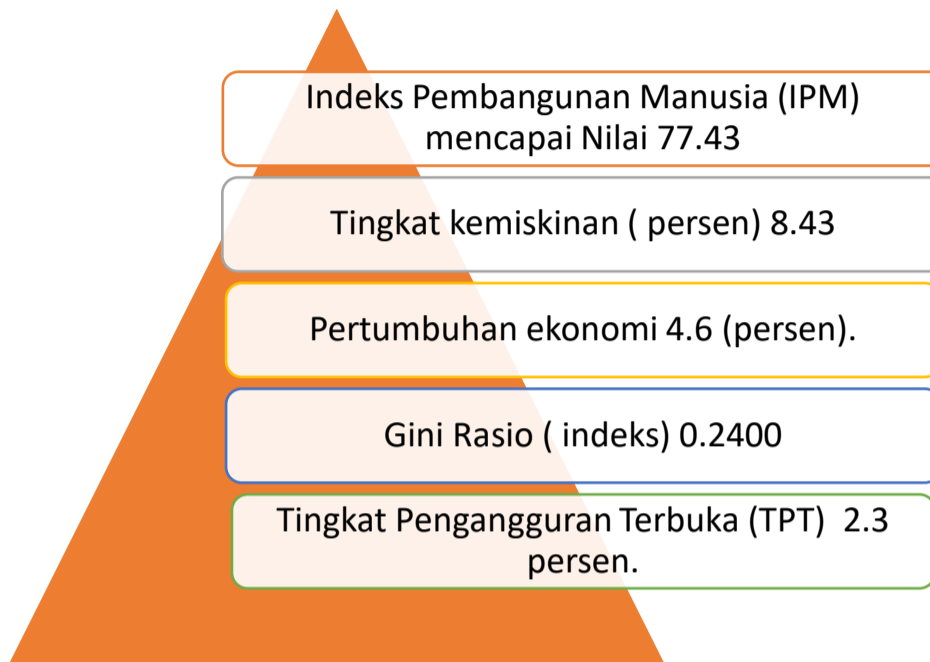 Indeks Pembangunan Manusia (IPM)
mencapai Nilai 77.43
Tingkat kemiskinan ( persen) 8.43
Pertumbuhan ekonomi 4.6 (persen).
Gini Rasio ( indeks) 0.2400
Tingkat Pengangguran Terbuka (TPT)  2.3
persen.